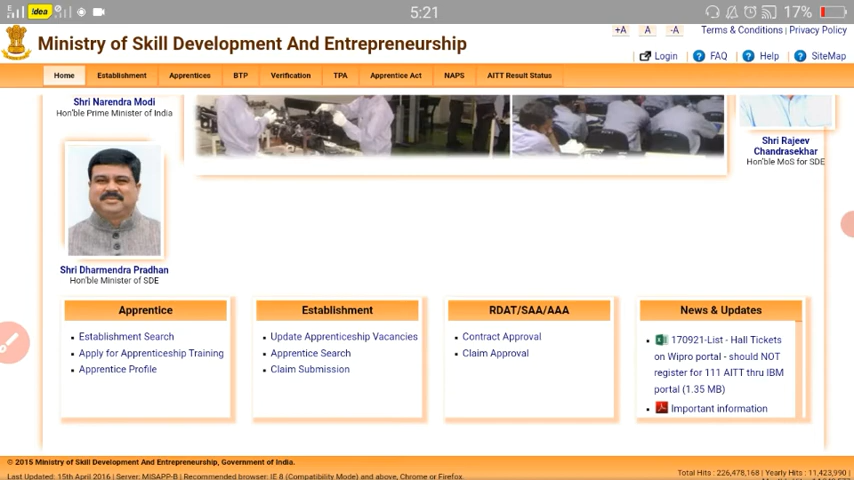 !dea
5:21
17%
Ministry of Skill Development And Entrepreneurship
+A A -A Terms & Conditions | Privacy Policy
| Login | ? FAQ | ? Help | ? SiteMap
Home Establishment Apprentices BTP Verification TPA Apprentice Act NAPS AITT Result Status
Shri Narendra Modi
Hon'ble Prime Minister of India
Shri Rajeev
Chandrasekhar
Hon'ble MoS for SDE
Shri Dharmendra Pradhan
Hon'ble Minister of SDE
Apprentice
Establishment Search
Apply for Apprenticeship Training
Apprentice Profile
Establishment
Update Apprenticeship Vacancies
Apprentice Search
Claim Submission
RDAT/SAA/AAA
Contract Approval
Claim Approval
News & Updates
170921-List - Hall Tickets
on Wipro portal - should NOT
register for 111 AITT thru IBM
portal (1.35 MB)
Important information
© 2015 Ministry of Skill Development And Entrepreneurship, Government of India.
Last Updated: 15th April 2016 | Server: MISAPP-B | Recommended browser: IE 8 (Compatibility Mode) and above, Chrome or Firefox.
Total Hits : 226,478,168 | Yearly Hits : 11,423,990 |